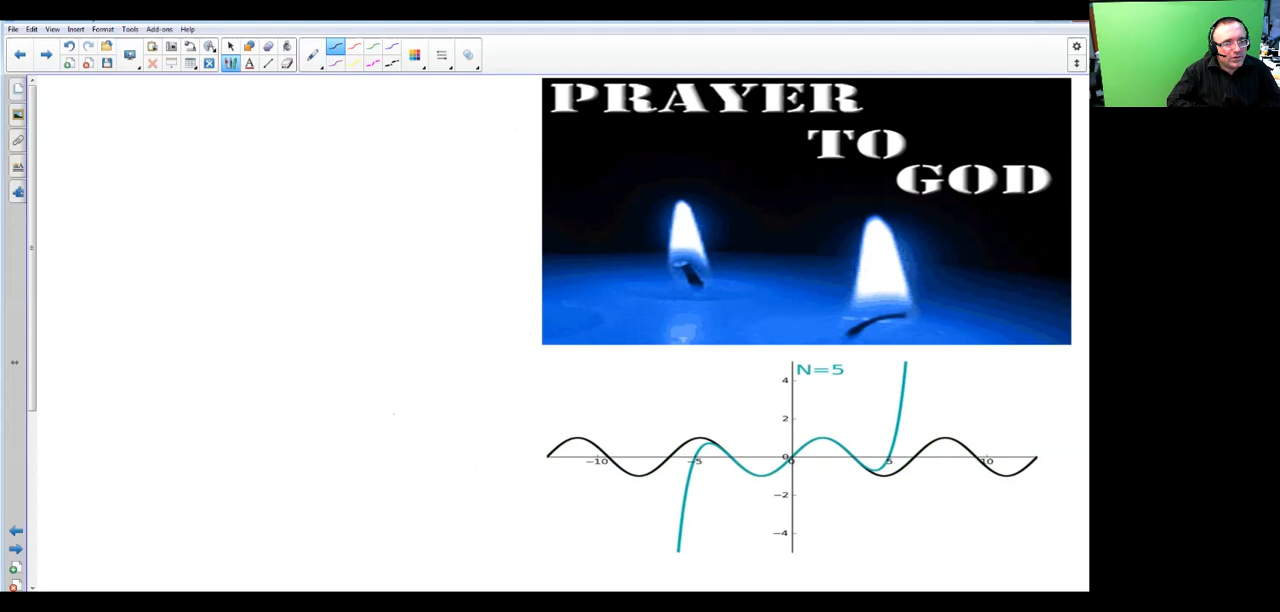 File Edit View Insert Format Tools Add-ons Help
PRAYER
TO
GOD
N=5
4
2
−10 −5 0 0 5 10
−2
−4